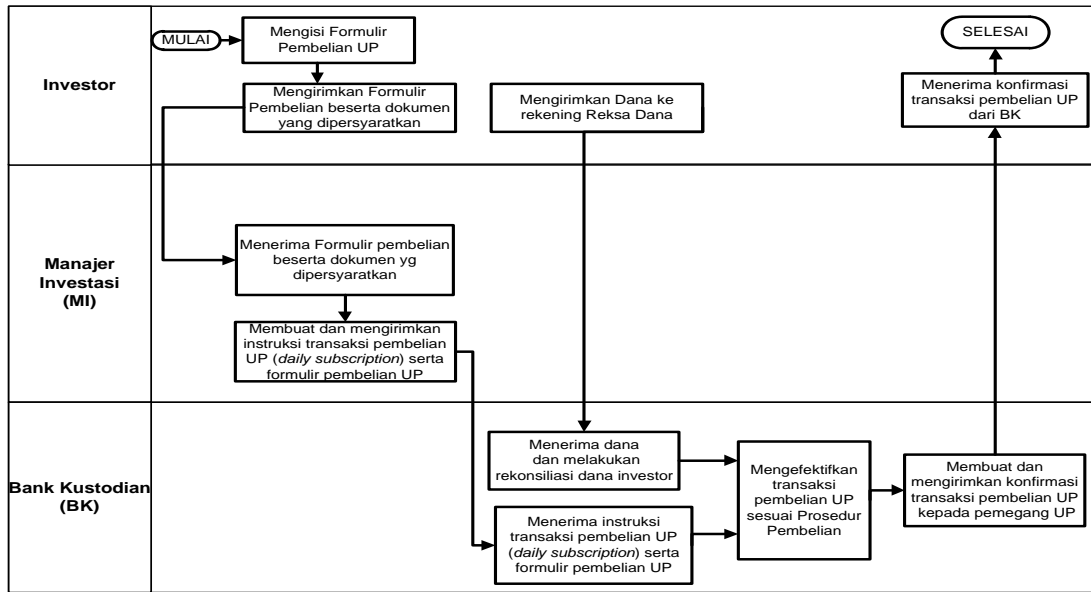 Investor
MULAI
Mengisi Formulir
Pembelian UP
Mengirimkan Formulir
Pembelian beserta dokumen
yang dipersyaratkan
Mengirimkan Dana ke
rekening Reksa Dana
SELESAI
Menerima konfirmasi
transaksi pembelian UP
dari BK
Manajer
Investasi
(MI)
Menerima Formulir pembelian
beserta dokumen yg
dipersyaratkan
Membuat dan mengirimkan
instruksi transaksi pembelian
UP (daily subscription) serta
formulir pembelian UP
Bank Kustodian
(BK)
Menerima dana
dan melakukan
rekonsiliasi dana investor
Menerima instruksi
transaksi pembelian UP
(daily subscription) serta
formulir pembelian UP
Mengefektifkan
transaksi
pembelian UP
sesuai Prosedur
Pembelian
Membuat dan
mengirimkan konfirmasi
transaksi pembelian UP
kepada pemegang UP